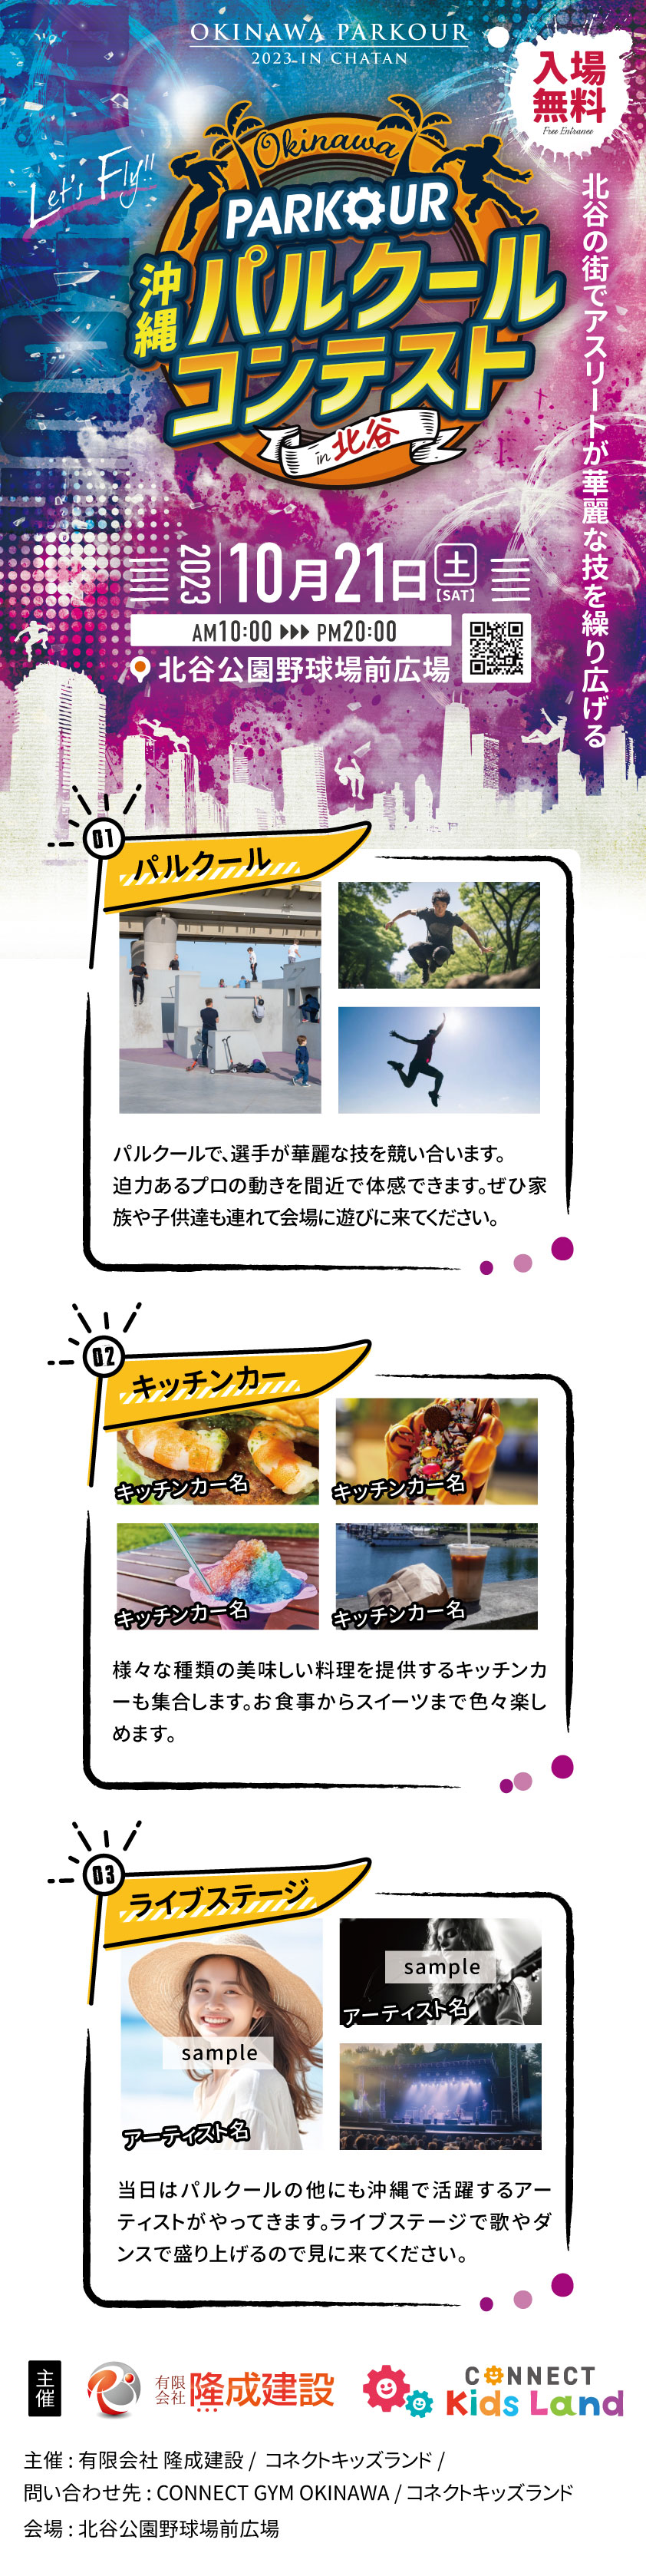 OKINAWA PARKOUR
2023-IN CHATAN
入場
無料
Free Entrance
Let's Fly!!
Okinawa
PARKOUR
沖縄
パルクール
コンテスト
in 北谷
北谷の街でアスリートが華麗な技を繰り広げる
2023
10月21日
土
【SAT】
AM10:00 ▶▶▶ PM20:00
北谷公園野球場前広場
01
パルクール
パルクールで、選手が華麗な技を競い合います。
迫力あるプロの動きを間近で体感できます。ぜひ家
族や子供達も連れて会場に遊びに来てください。
02
キッチンカー
キッチンカー名
キッチンカー名
キッチンカー名
キッチンカー名
様々な種類の美味しい料理を提供するキッチンカ
ーも集合します。お食事からスイーツまで色々楽し
めます。
03
ライブステージ
sample
アーティスト名
sample
アーティスト名
当日はパルクールの他にも沖縄で活躍するアー
ティストがやってきます。ライブステージで歌やダ
ンスで盛り上げるので見に来てください。
主催
有限会社 隆成建設
CONNECT
Kids Land
主催 : 有限会社 隆成建設 / コネクトキッズランド /
問い合わせ先 : CONNECT GYM OKINAWA / コネクトキッズランド
会場 : 北谷公園野球場前広場